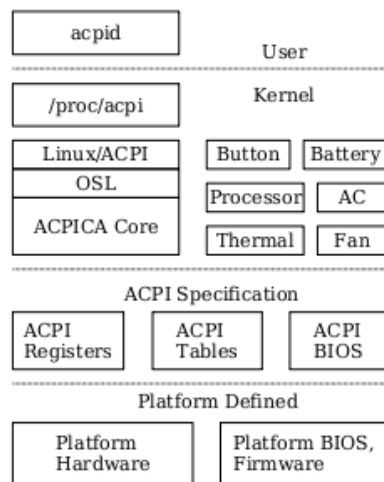 acpid
User
/proc/acpi
Kernel
Linux/ACPI
OSL
ACPICA Core
Button
Battery
Processor
AC
Thermal
Fan
ACPI Specification
ACPI
Registers
ACPI
Tables
ACPI
BIOS
Platform Defined
Platform
Hardware
Platform BIOS,
Firmware